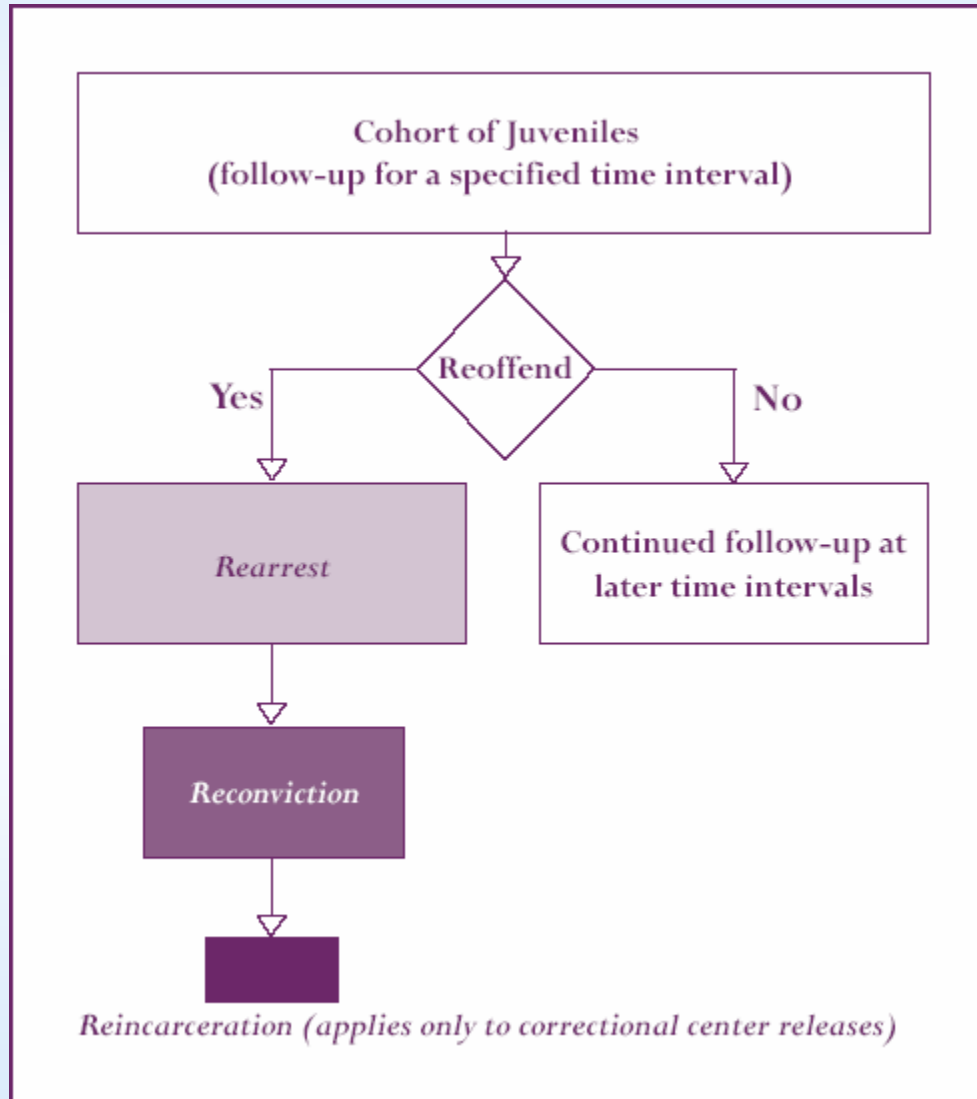 Cohort of Juveniles
(follow-up for a specified time interval)
Reoffend
Yes
No
Rearrest
Continued follow-up at
later time intervals
Reconviction
Reincarceration (applies only to correctional center releases)